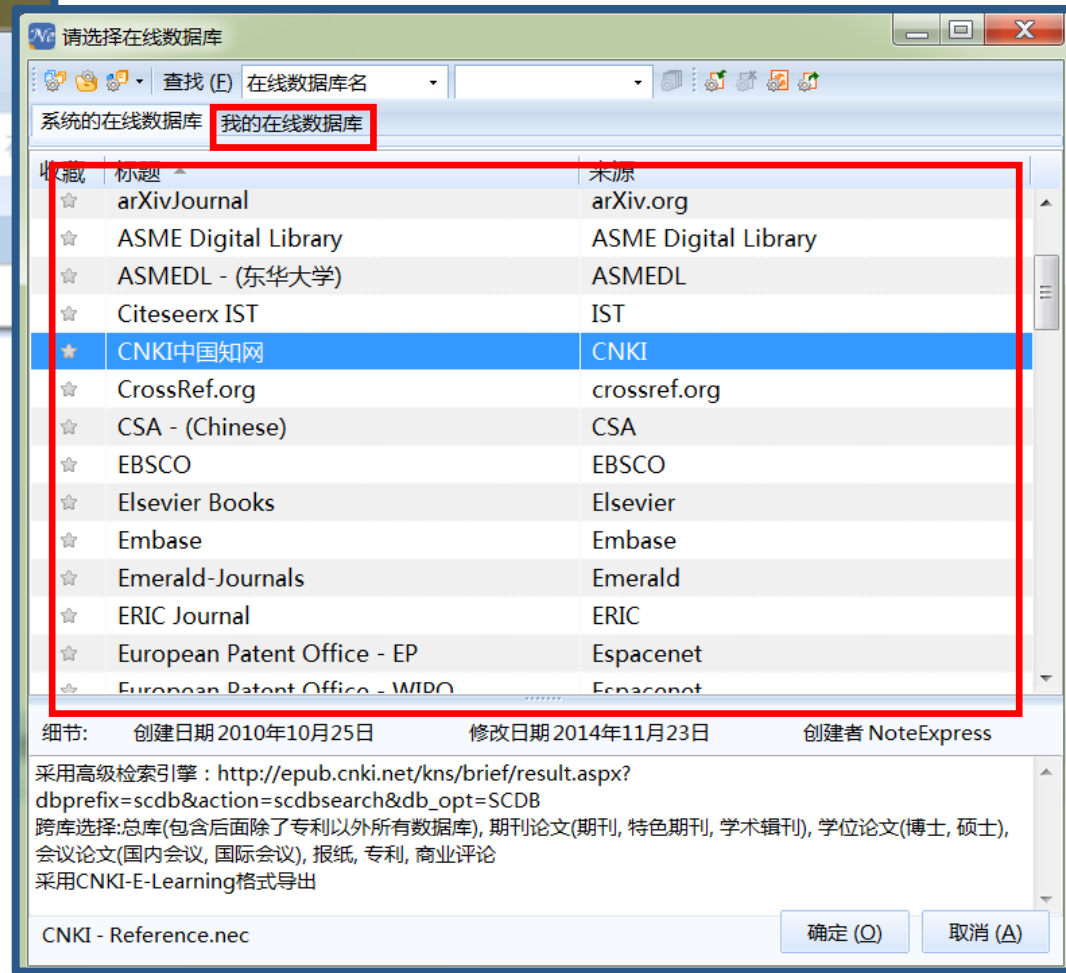 请选择在线数据库
查找 (F) 在线数据库名
系统的在线数据库 我的在线数据库
收藏 标题 来源
arXivJournal arXiv.org
ASME Digital Library ASME Digital Library
ASMEDL - (东华大学) ASMEDL
Citeseerx IST IST
CNKI中国知网 CNKI
CrossRef.org crossref.org
CSA - (Chinese) CSA
EBSCO EBSCO
Elsevier Books Elsevier
Embase Embase
Emerald-Journals Emerald
ERIC Journal ERIC
European Patent Office - EP Espacenet
European Patent Office - WIPO Espacenet
细节: 创建日期 2010年10月25日 修改日期 2014年11月23日 创建者 NoteExpress
采用高级检索引擎：http://epub.cnki.net/kns/brief/result.aspx?
dbprefix=scdb&action=scdbsearch&db_opt=SCDB
跨库选择:总库(包含后面除了专利以外所有数据库), 期刊论文(期刊, 特色期刊, 学术辑刊), 学位论文(博士, 硕士),
会议论文(国内会议, 国际会议), 报纸, 专利, 商业评论
采用CNKI-E-Learning格式导出
CNKI - Reference.nec 确定 (O) 取消 (A)